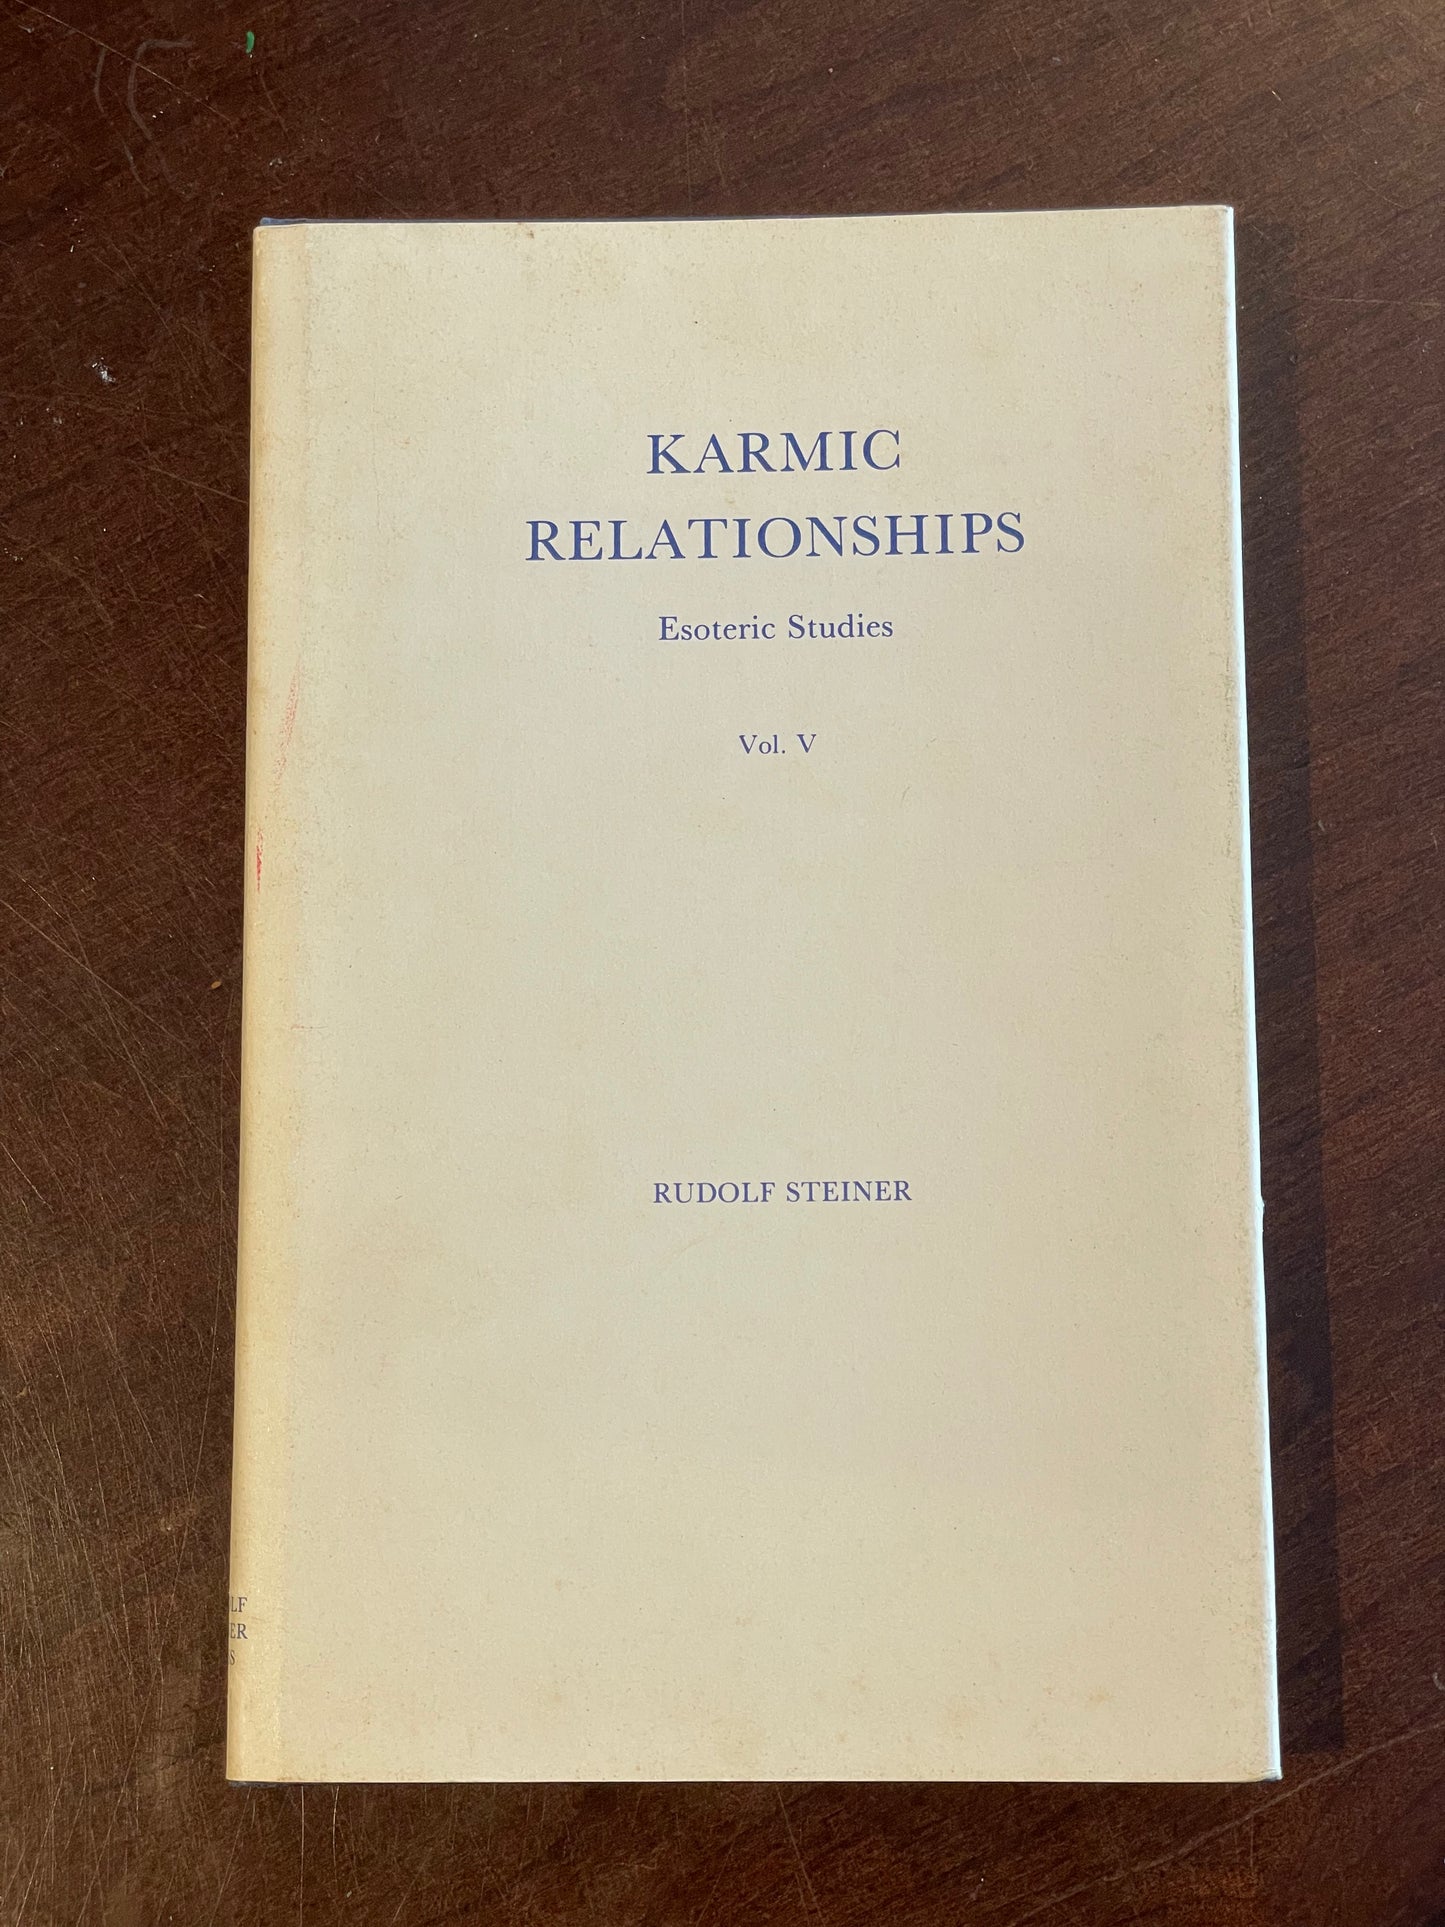 KARMIC
RELATIONSHIPS
Esoteric Studies
Vol. V
RUDOLF STEINER